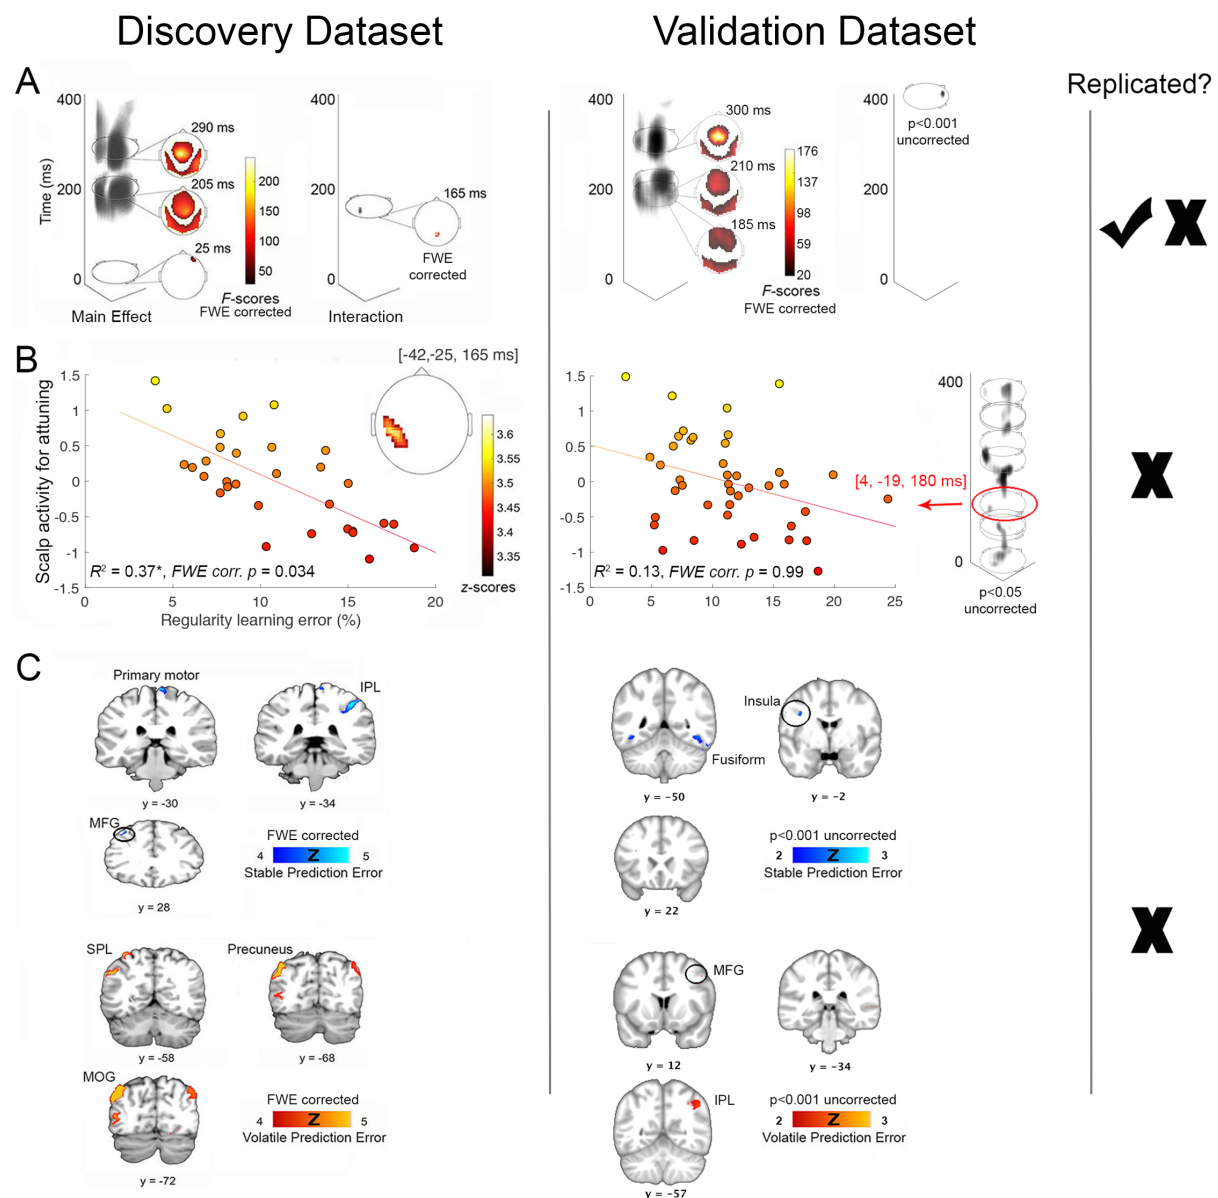 Discovery Dataset
Validation Dataset
Replicated?
A
400
200
0
Time (ms)
290 ms
205 ms
25 ms
200
150
100
50
F-scores
FWE corrected
Main Effect
400
200
0
165 ms
FWE
corrected
Interaction
400
200
0
300 ms
210 ms
185 ms
176
137
98
59
20
F-scores
FWE corrected
400
200
0
p<0.001
uncorrected
B
Scalp activity for attuning
1.5
1
0.5
0
-0.5
-1
-1.5
[-42,-25, 165 ms]
3.6
3.55
3.5
3.45
3.4
3.35
z-scores
R² = 0.37*, FWE corr. p = 0.034
0 5 10 15 20
Regularity learning error (%)
1.5
1
0.5
0
-0.5
-1
-1.5
R² = 0.13, FWE corr. p = 0.99
0 5 10 15 20 25
[4, -19, 180 ms]
400
0
p<0.05
uncorrected
C
Primary motor
IPL
y = -30
y = -34
MFG
y = 28
FWE corrected
4 Z 5
Stable Prediction Error
Insula
Fusiform
y = -50
y = -2
y = 22
p<0.001 uncorrected
2 Z 3
Stable Prediction Error
SPL
Precuneus
y = -58
y = -68
MOG
y = -72
FWE corrected
4 Z 5
Volatile Prediction Error
MFG
y = 12
y = -34
IPL
y = -57
p<0.001 uncorrected
2 Z 3
Volatile Prediction Error